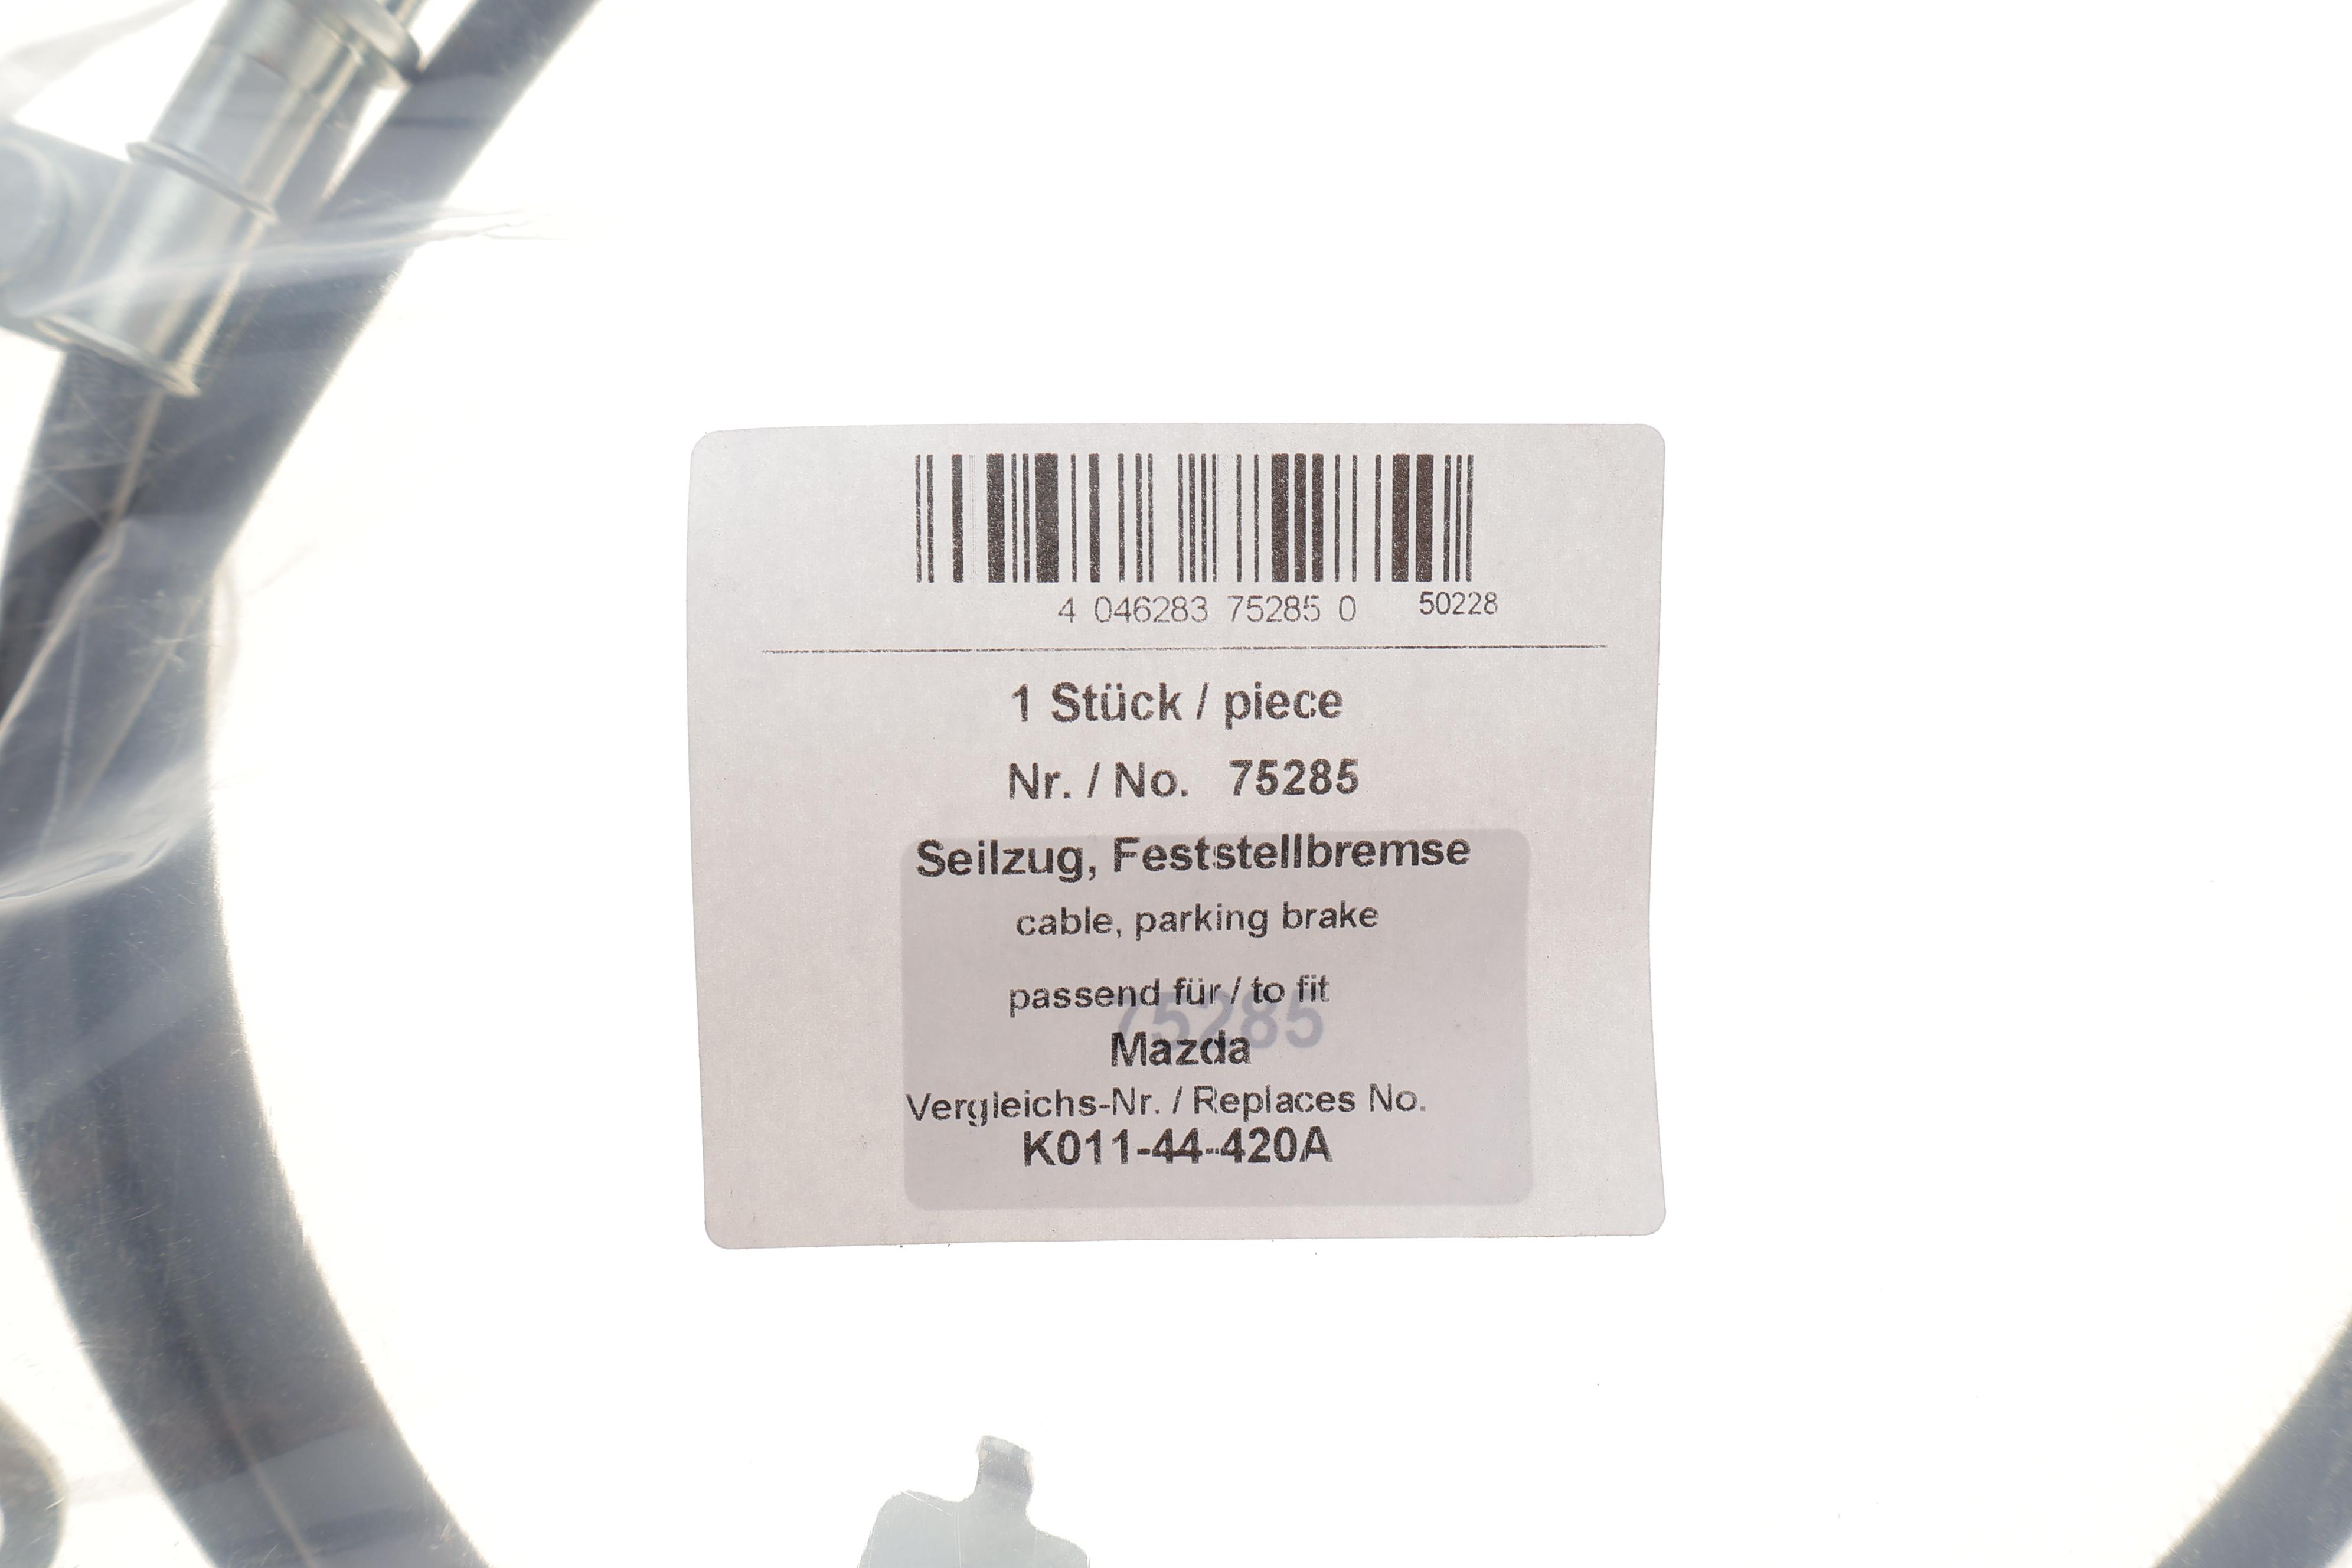 4 046283 75285 0 50228
1 Stück / piece
Nr. / No. 75285
Seilzug, Feststellbremse
cable, parking brake
passend für / to fit
75285
Mazda
Vergleichs-Nr. / Replaces No.
K011-44-420A